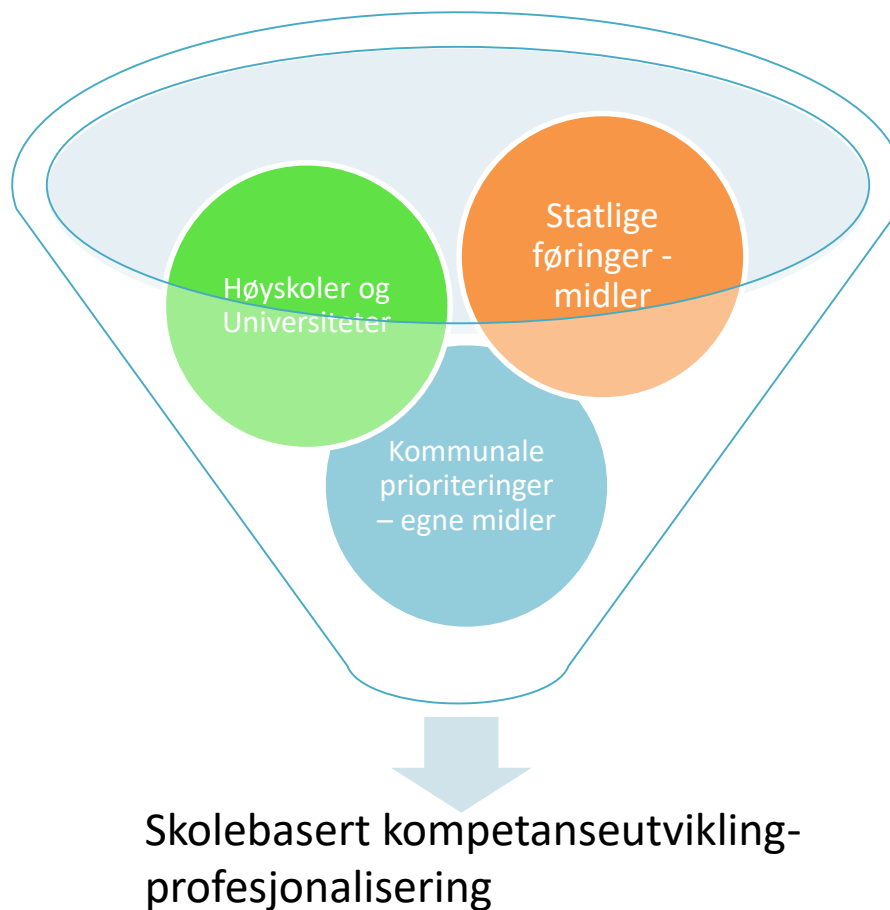 Høyskoler og
Universiteter
Statlige
føringer -
midler
Kommunale
prioriteringer
– egne midler
Skolebasert kompetanseutvikling-
profesjonalisering